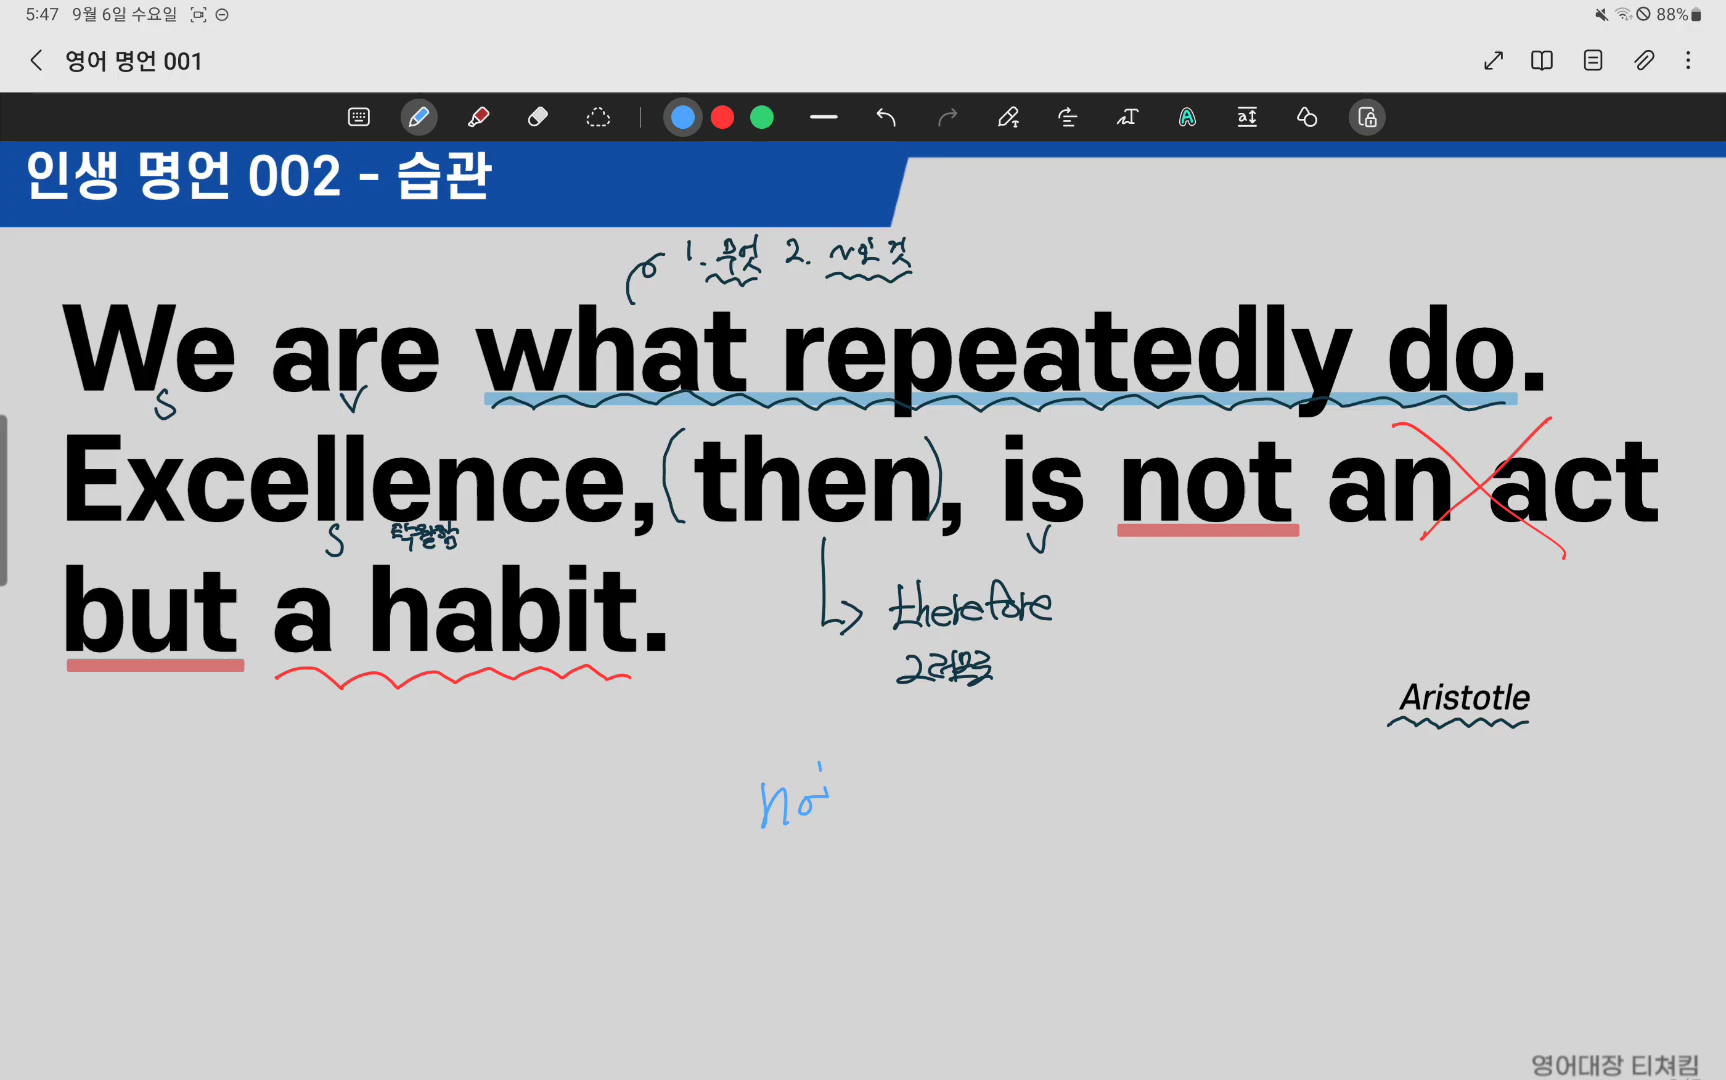 5:47 9월 6일 수요일 88%
영어 명언 001
인생 명언 002 - 습관
1. 무엇 2. ~인 것
We are what repeatedly do.
S V
Excellence, (then), is not an act
S 탁월함 V
but a habit.
therefore
그러므로
Aristotle
영어대장 티쳐킴